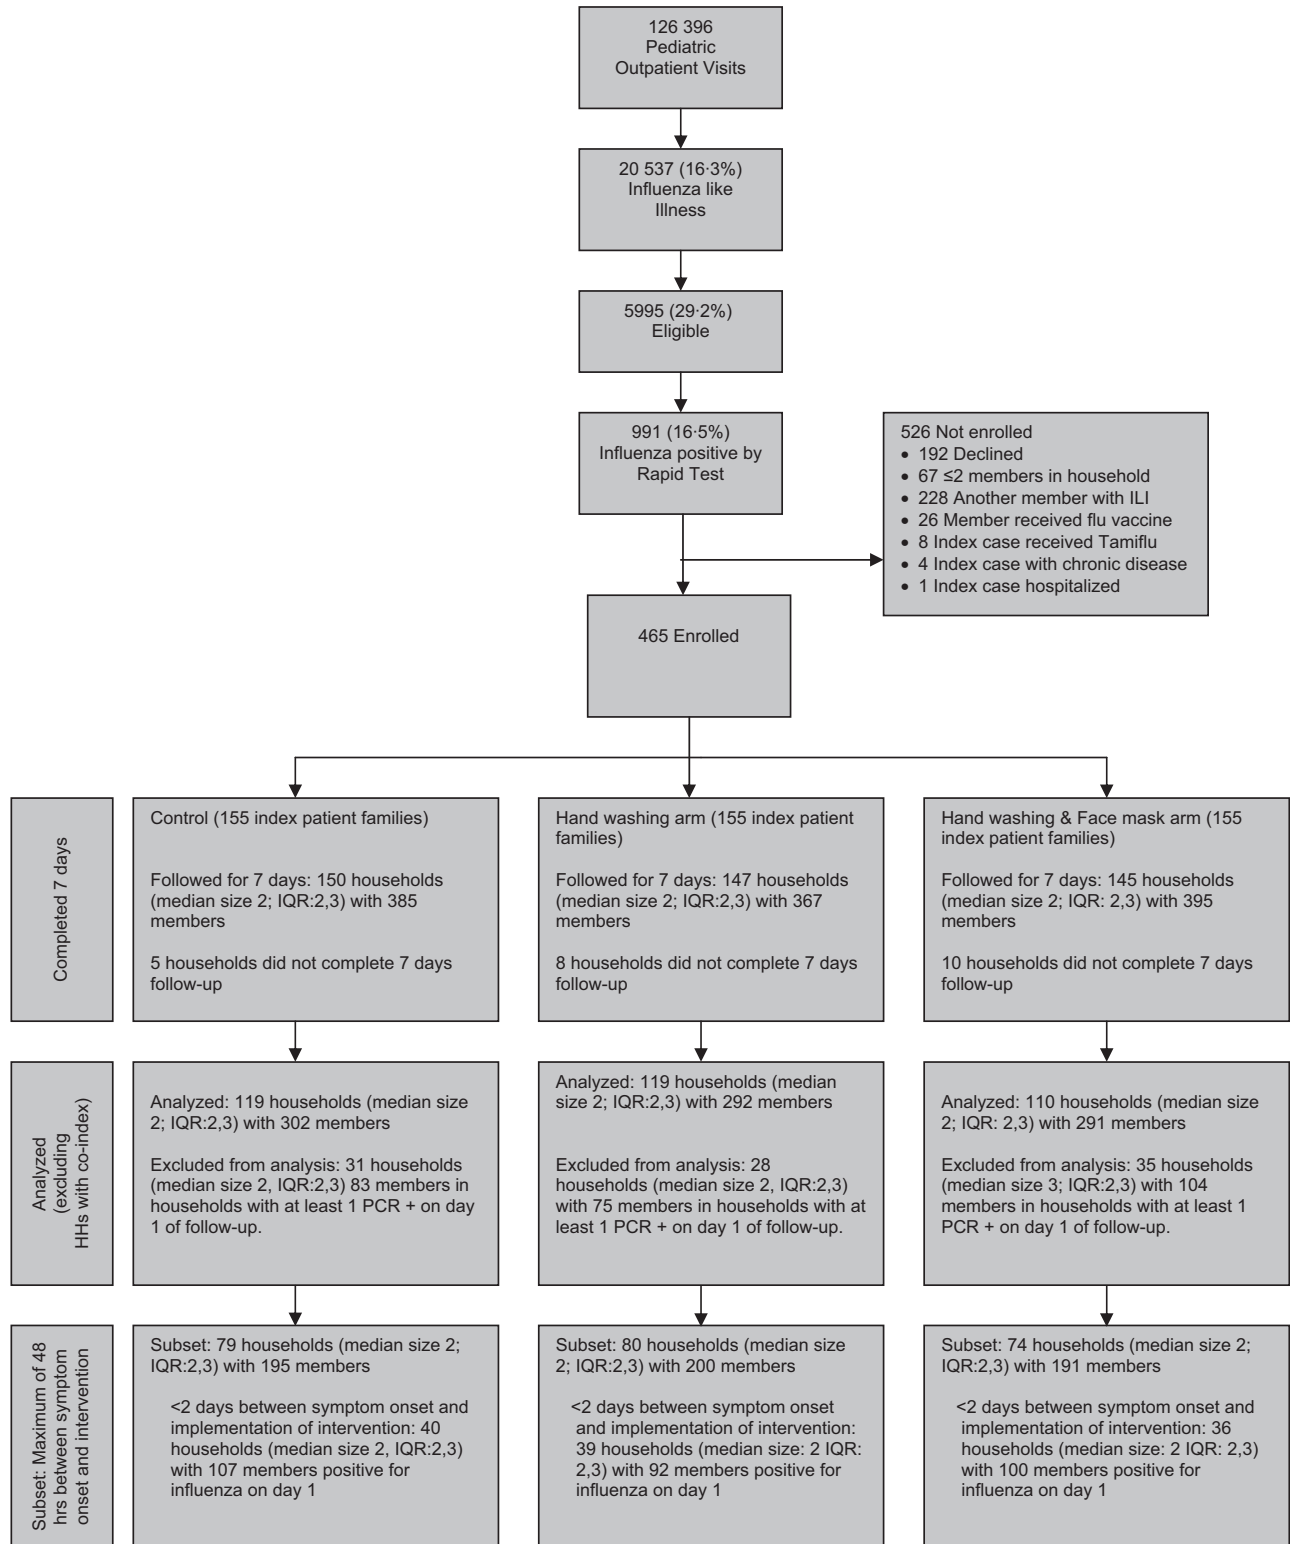 126 396
Pediatric
Outpatient Visits
20 537 (16·3%)
Influenza like
Illness
5995 (29·2%)
Eligible
991 (16·5%)
Influenza positive by
Rapid Test
526 Not enrolled
• 192 Declined
• 67 ≤2 members in household
• 228 Another member with ILI
• 26 Member received flu vaccine
• 8 Index case received Tamiflu
• 4 Index case with chronic disease
• 1 Index case hospitalized
465 Enrolled
Completed 7 days
Control (155 index patient families)
Followed for 7 days: 150 households
(median size 2; IQR:2,3) with 385
members
5 households did not complete 7 days
follow-up
Hand washing arm (155 index patient
families)
Followed for 7 days: 147 households
(median size 2; IQR:2,3) with 367
members
8 households did not complete 7 days
follow-up
Hand washing & Face mask arm (155
index patient families)
Followed for 7 days: 145 households
(median size 2; IQR: 2,3) with 395
members
10 households did not complete 7 days
follow-up
Analyzed
(excluding
HHs with co-index)
Analyzed: 119 households (median size
2; IQR:2,3) with 302 members
Excluded from analysis: 31 households
(median size 2, IQR:2,3) 83 members in
households with at least 1 PCR + on day
1 of follow-up.
Analyzed: 119 households (median
size 2; IQR:2,3) with 292 members
Excluded from analysis: 28
households (median size 2, IQR:2,3)
with 75 members in households with at
least 1 PCR + on day 1 of follow-up.
Analyzed: 110 households (median size
2; IQR: 2,3) with 291 members
Excluded from analysis: 35 households
(median size 3; IQR:2,3) with 104
members in households with at least 1
PCR + on day 1 of follow-up.
Subset: Maximum of 48
hrs between symptom
onset and intervention
Subset: 79 households (median size 2;
IQR:2,3) with 195 members
<2 days between symptom onset and
implementation of intervention: 40
households (median size 2, IQR:2,3)
with 107 members positive for
influenza on day 1
Subset: 80 households (median size
2; IQR:2,3) with 200 members
<2 days between symptom onset
and implementation of intervention:
39 households (median size: 2 IQR:
2,3) with 92 members positive for
influenza on day 1
Subset: 74 households (median size 2;
IQR:2,3) with 191 members
<2 days between symptom onset and
implementation of intervention: 36
households (median size: 2 IQR: 2,3)
with 100 members positive for
influenza on day 1